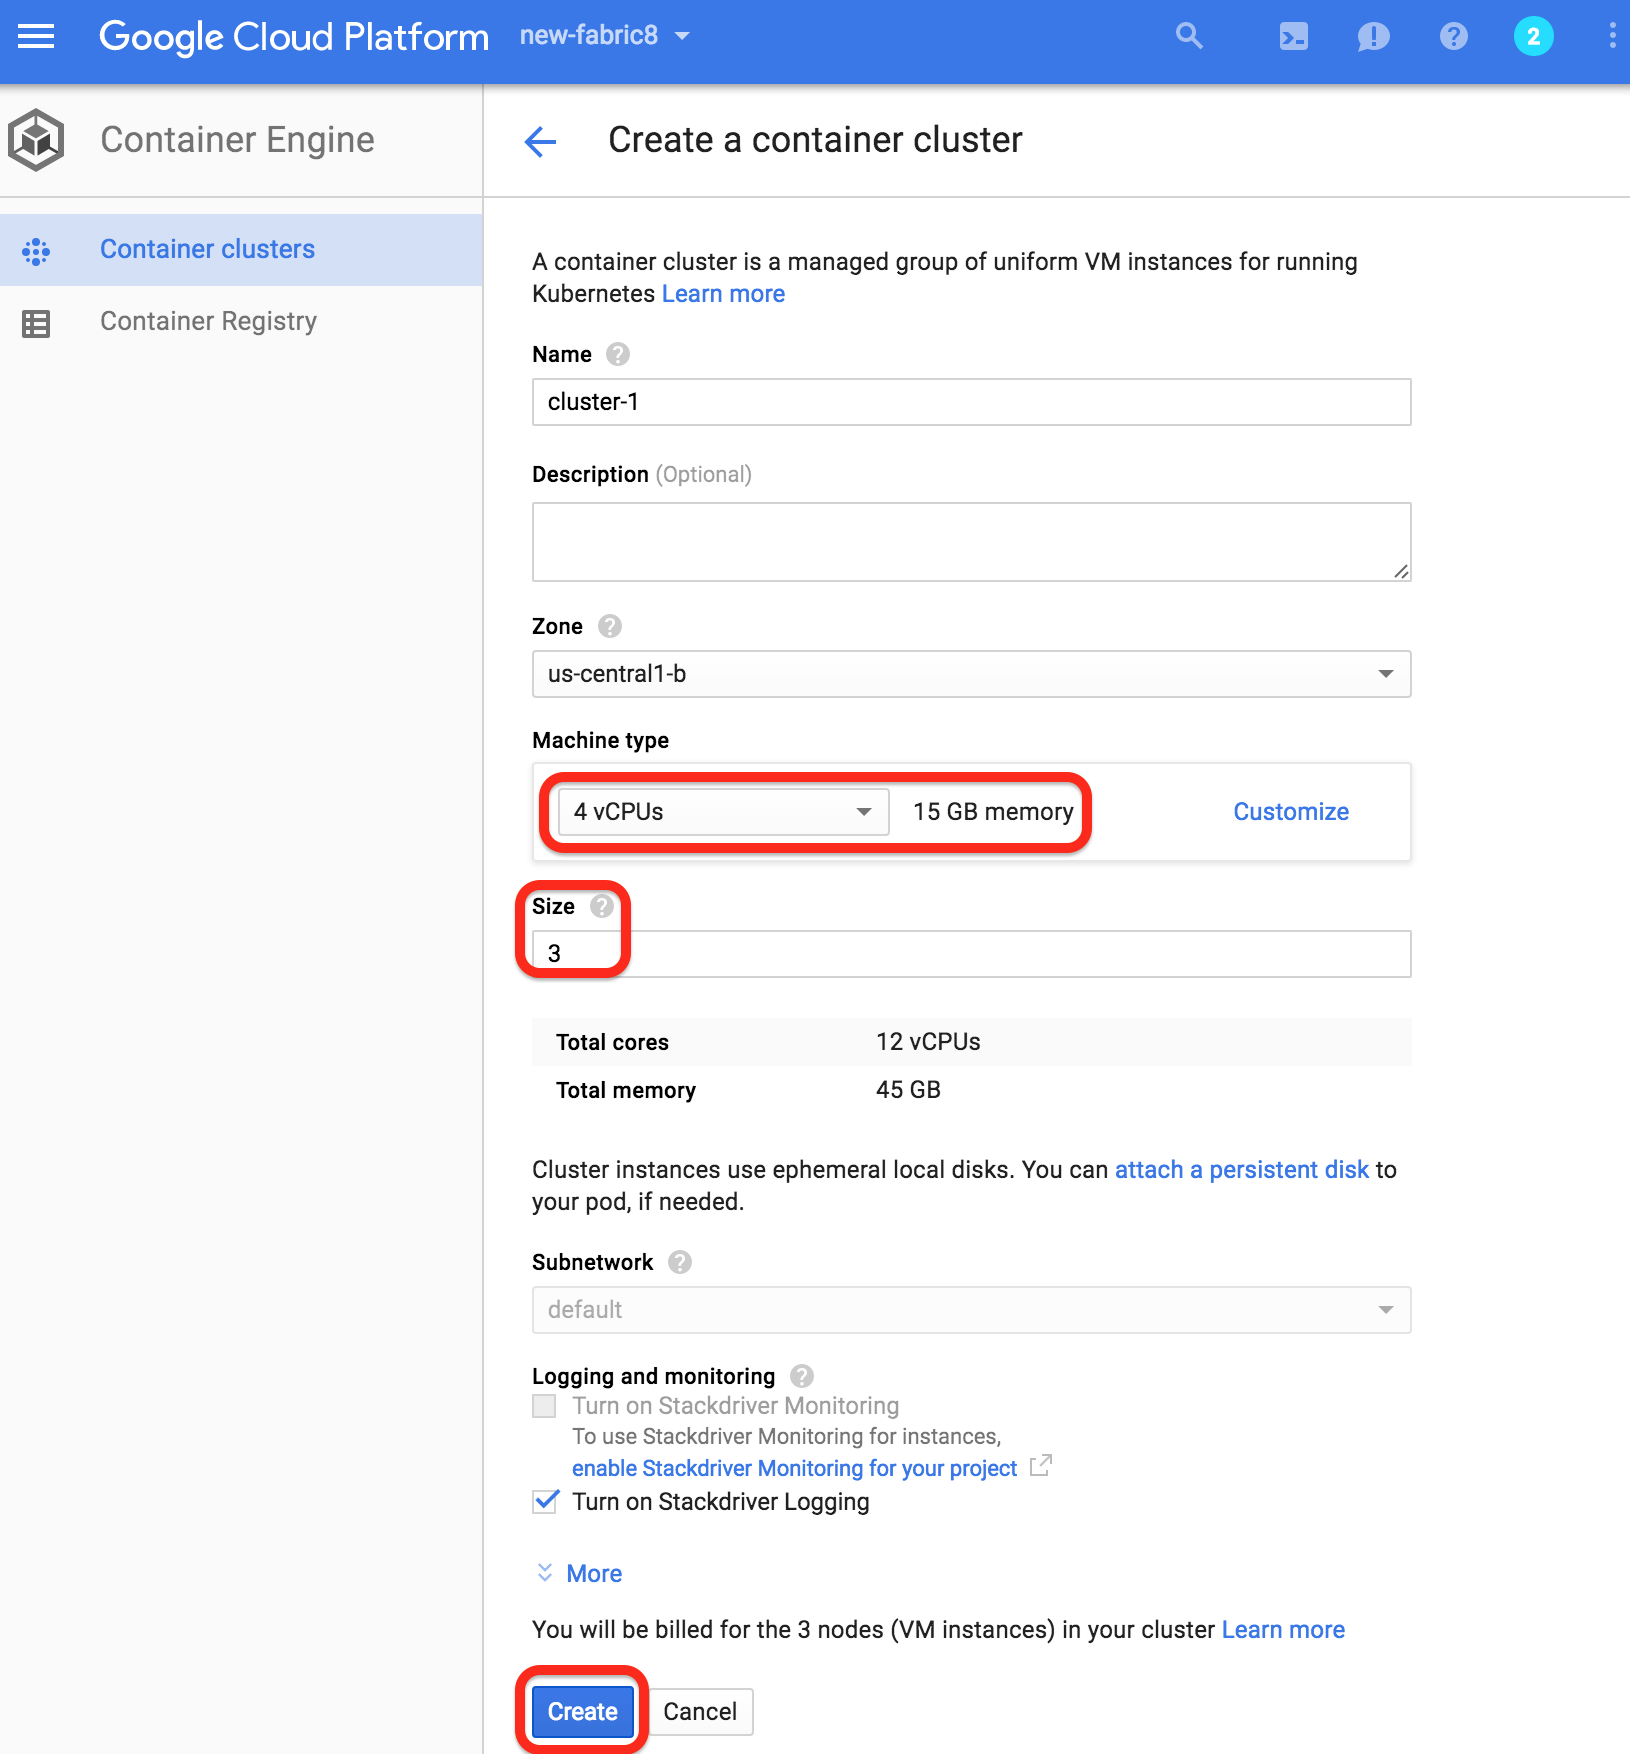 Google Cloud Platform new-fabric8
2
Container Engine
Create a container cluster
Container clusters
Container Registry
A container cluster is a managed group of uniform VM instances for running
Kubernetes Learn more
Name ?
cluster-1
Description (Optional)
Zone ?
us-central1-b
Machine type
4 vCPUs 15 GB memory Customize
Size ?
3
Total cores 12 vCPUs
Total memory 45 GB
Cluster instances use ephemeral local disks. You can attach a persistent disk to
your pod, if needed.
Subnetwork ?
default
Logging and monitoring ?
Turn on Stackdriver Monitoring
To use Stackdriver Monitoring for instances,
enable Stackdriver Monitoring for your project
Turn on Stackdriver Logging
More
You will be billed for the 3 nodes (VM instances) in your cluster Learn more
Create Cancel